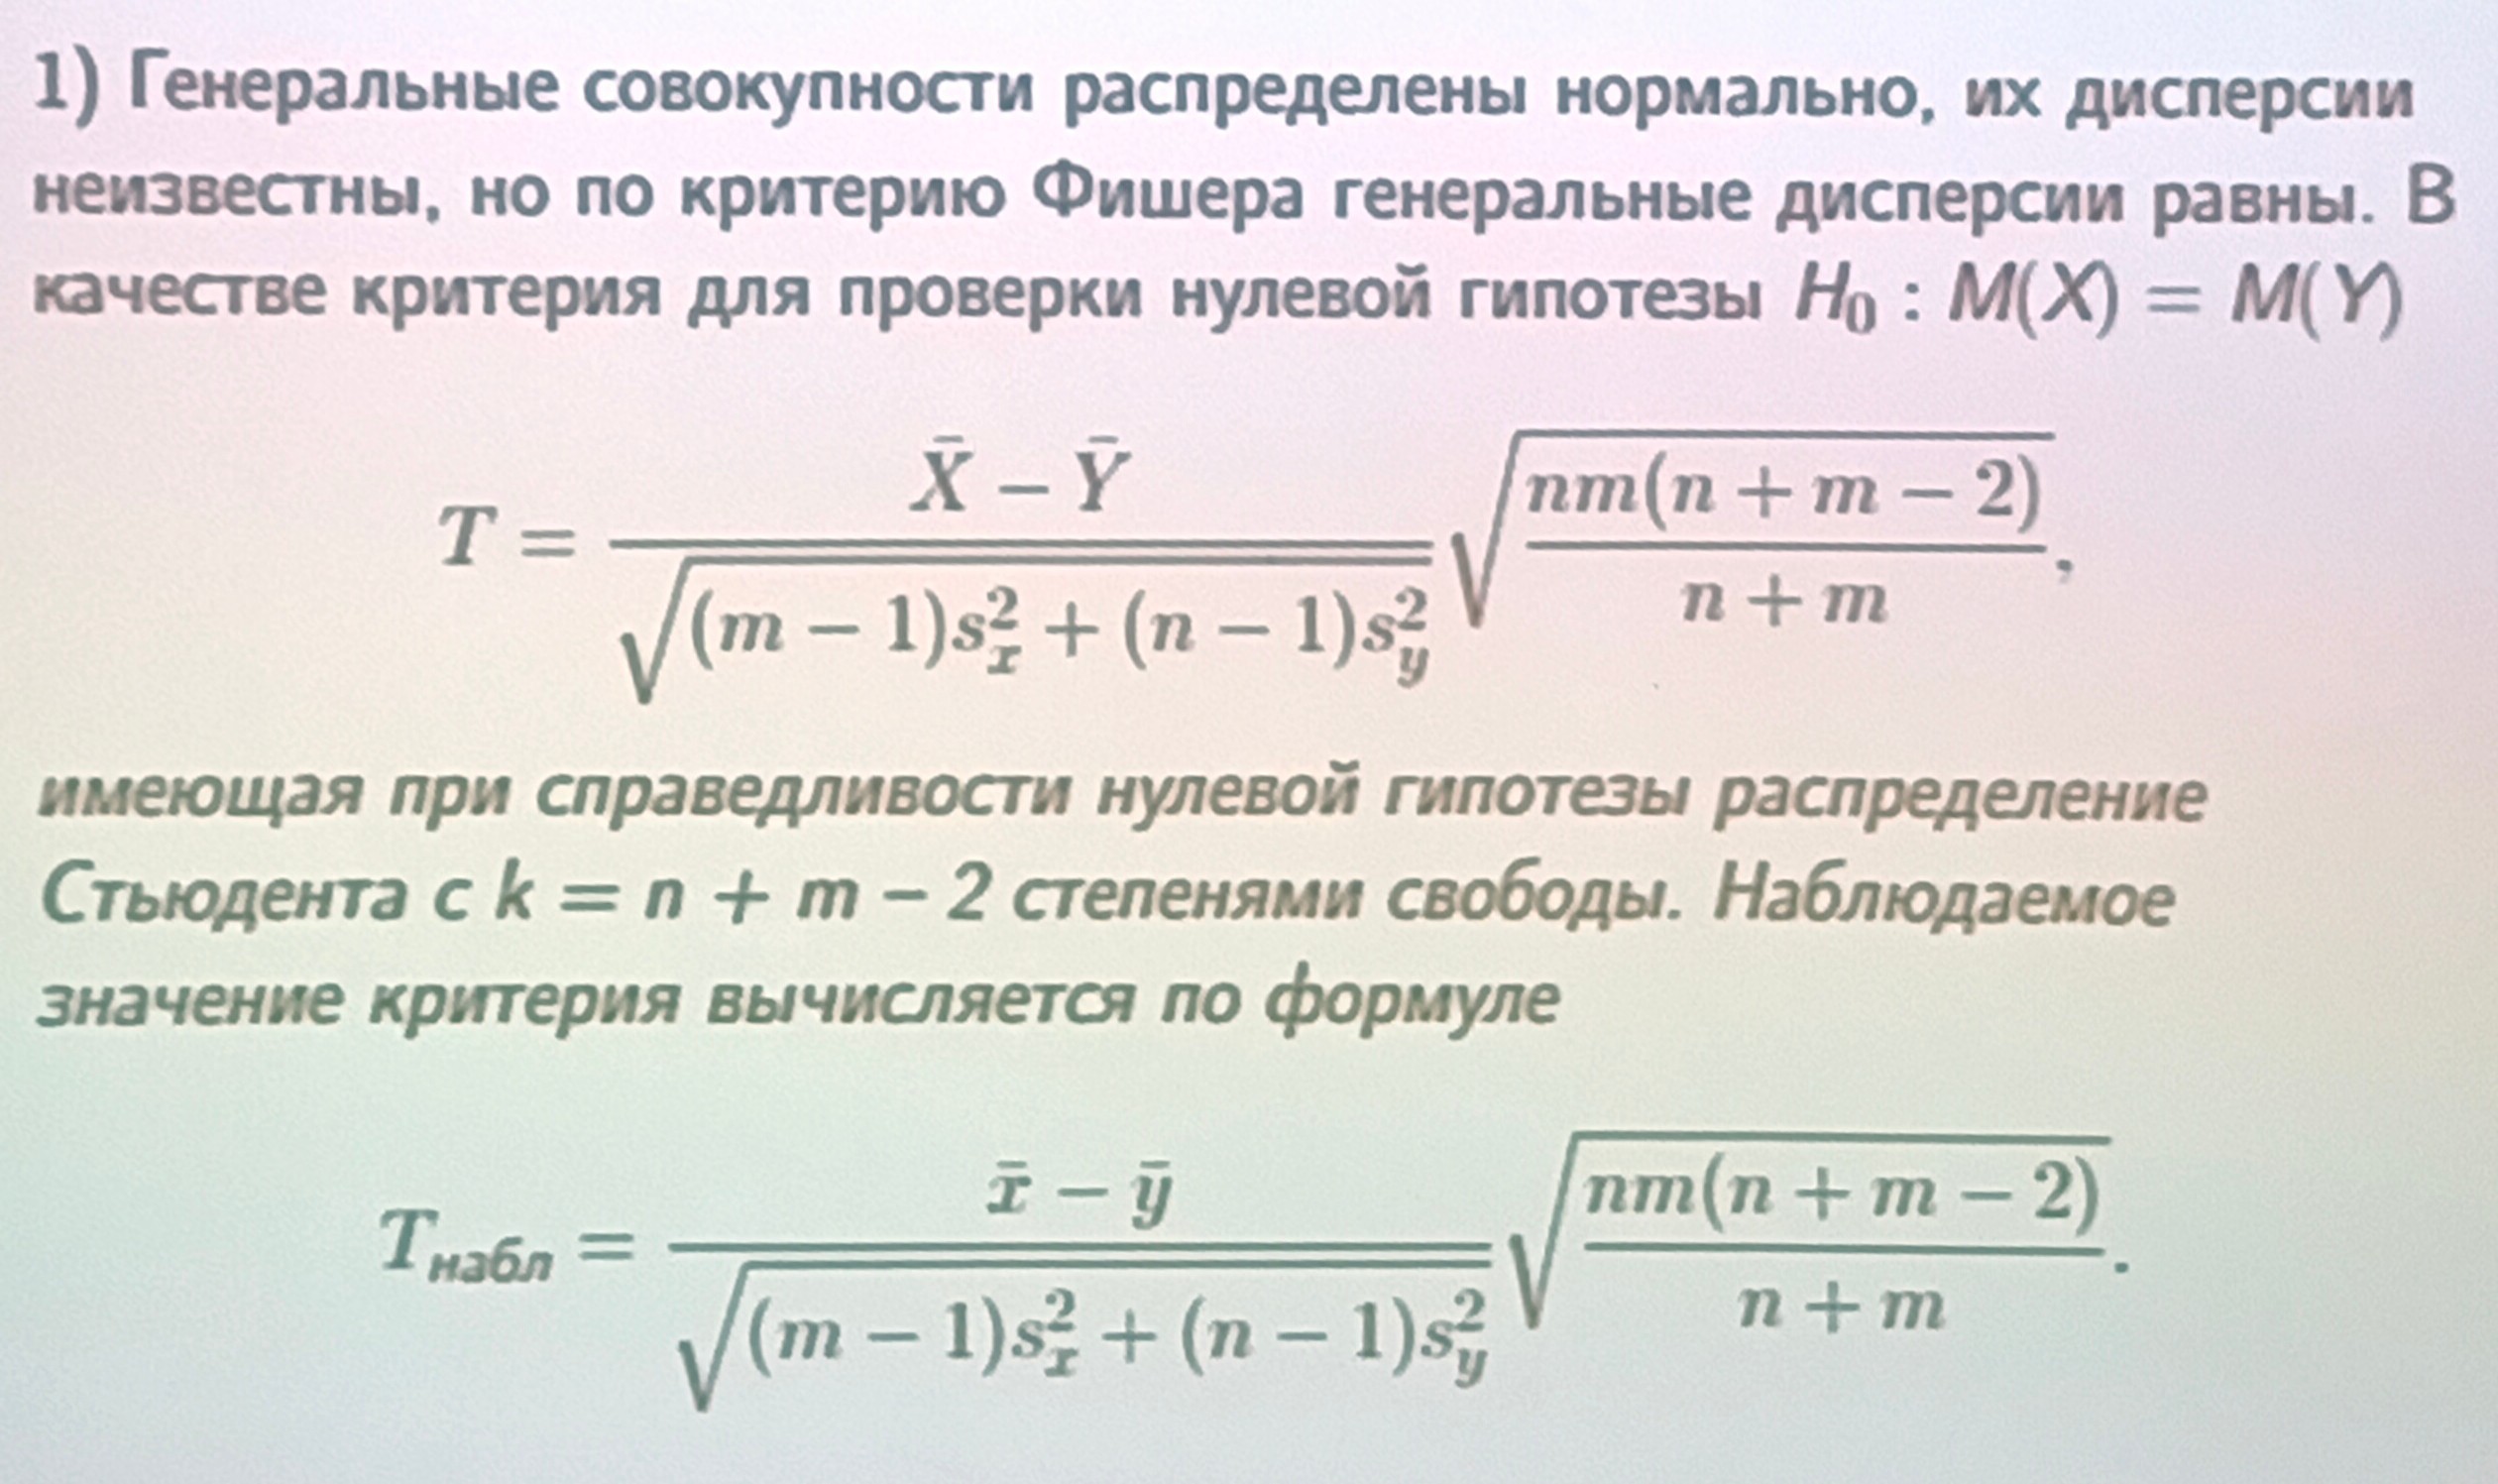 1) Генеральные совокупности распределены нормально, их дисперсии
неизвестны, но по критерию Фишера генеральные дисперсии равны. В
качестве критерия для проверки нулевой гипотезы H₀ : M(X) = M(Y)
T = \frac{\bar{X} - \bar{Y}}{\sqrt{(m - 1)s_x^2 + (n - 1)s_y^2}} \sqrt{\frac{nm(n + m - 2)}{n + m}},
имеющая при справедливости нулевой гипотезы распределение
Стьюдента с k = n + m − 2 степенями свободы. Наблюдаемое
значение критерия вычисляется по формуле
T_{набл} = \frac{\bar{x} - \bar{y}}{\sqrt{(m - 1)s_x^2 + (n - 1)s_y^2}} \sqrt{\frac{nm(n + m - 2)}{n + m}}.